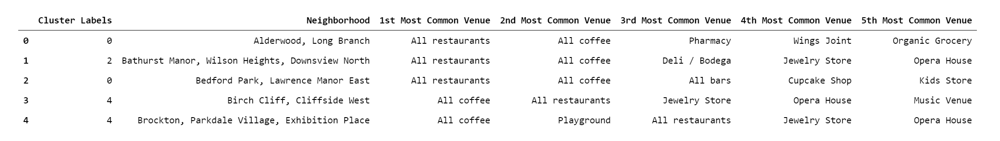 Cluster Labels Neighborhood 1st Most Common Venue 2nd Most Common Venue 3rd Most Common Venue 4th Most Common Venue 5th Most Common Venue
0 0 Alderwood, Long Branch All restaurants All coffee Pharmacy Wings Joint Organic Grocery
1 2 Bathurst Manor, Wilson Heights, Downsview North All restaurants All coffee Deli / Bodega Jewelry Store Opera House
2 0 Bedford Park, Lawrence Manor East All restaurants All coffee All bars Cupcake Shop Kids Store
3 4 Birch Cliff, Cliffside West All coffee All restaurants Jewelry Store Opera House Music Venue
4 4 Brockton, Parkdale Village, Exhibition Place All coffee Playground All restaurants Jewelry Store Opera House